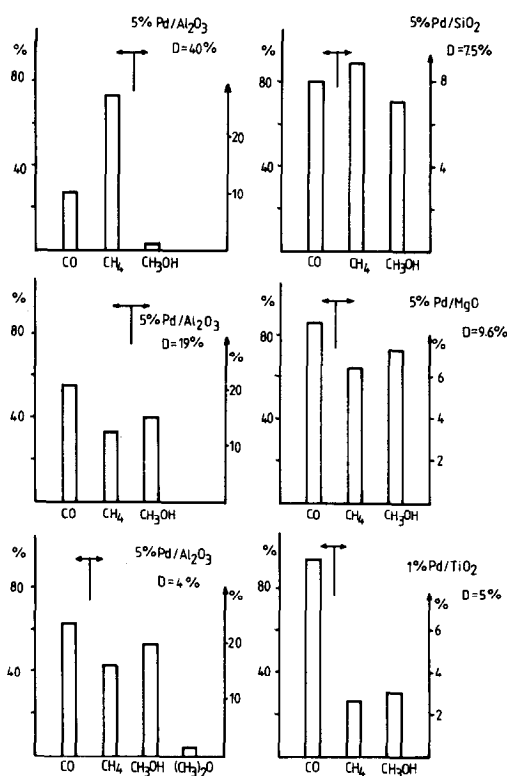 5% Pd/Al₂O₃
D=40%
%
80
40
20
10
CO CH₄ CH₃OH
5% Pd/SiO₂
D=7.5%
%
80
40
8
4
CO CH₄ CH₃OH
5% Pd/Al₂O₃
D=19%
%
80
40
%
20
10
CO CH₄ CH₃OH
5% Pd/MgO
D=9.6%
%
80
40
%
6
4
2
CO CH₄ CH₃OH
5% Pd/Al₂O₃
D=4%
%
80
40
%
20
10
CO CH₄ CH₃OH (CH₃)₂O
1% Pd/TiO₂
D=5%
%
80
40
%
6
4
2
CO CH₄ CH₃OH